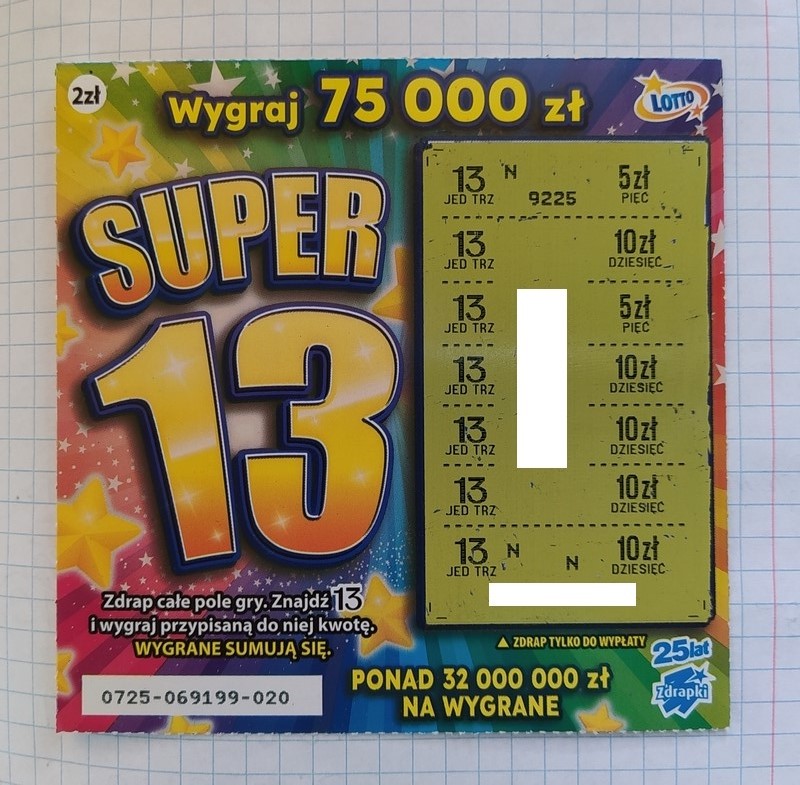 2zł
Wygraj 75 000 zł
LOTTO
SUPER
13
13 N 5zł
JED TRZ 9225 PIĘĆ
13 10zł
JED TRZ DZIESIĘĆ
13 5zł
JED TRZ PIĘĆ
13 10zł
JED TRZ DZIESIĘĆ
13 10zł
JED TRZ DZIESIĘĆ
13 10zł
JED TRZ DZIESIĘĆ
13 N N 10zł
JED TRZ DZIESIĘĆ
Zdrap całe pole gry. Znajdź 13
i wygraj przypisaną do niej kwotę.
WYGRANE SUMUJĄ SIĘ.
▲ ZDRAP TYLKO DO WYPŁATY
0725-069199-020
PONAD 32 000 000 zł
NA WYGRANE
25 lat
Zdrapki